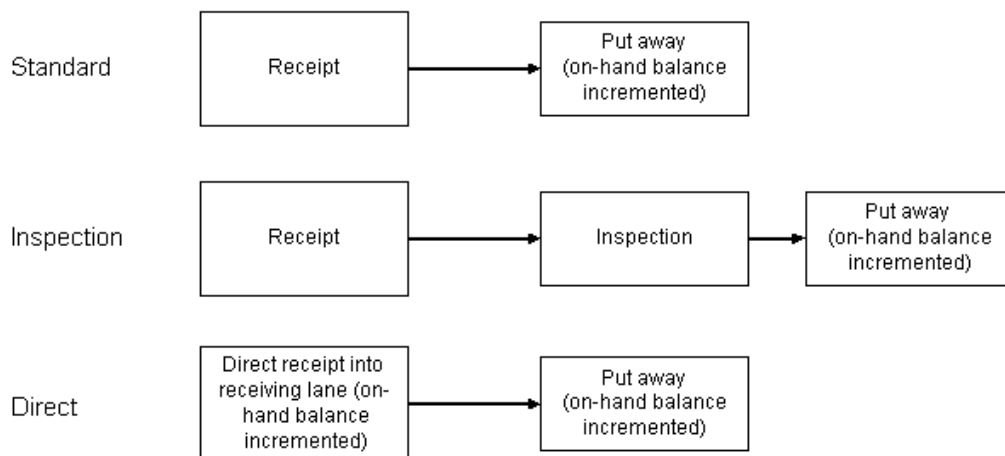 Standard
Receipt
Put away
(on-hand balance
incremented)
Inspection
Receipt
Inspection
Put away
(on-hand balance
incremented)
Direct
Direct receipt into
receiving lane (on-
hand balance
incremented)
Put away
(on-hand balance
incremented)